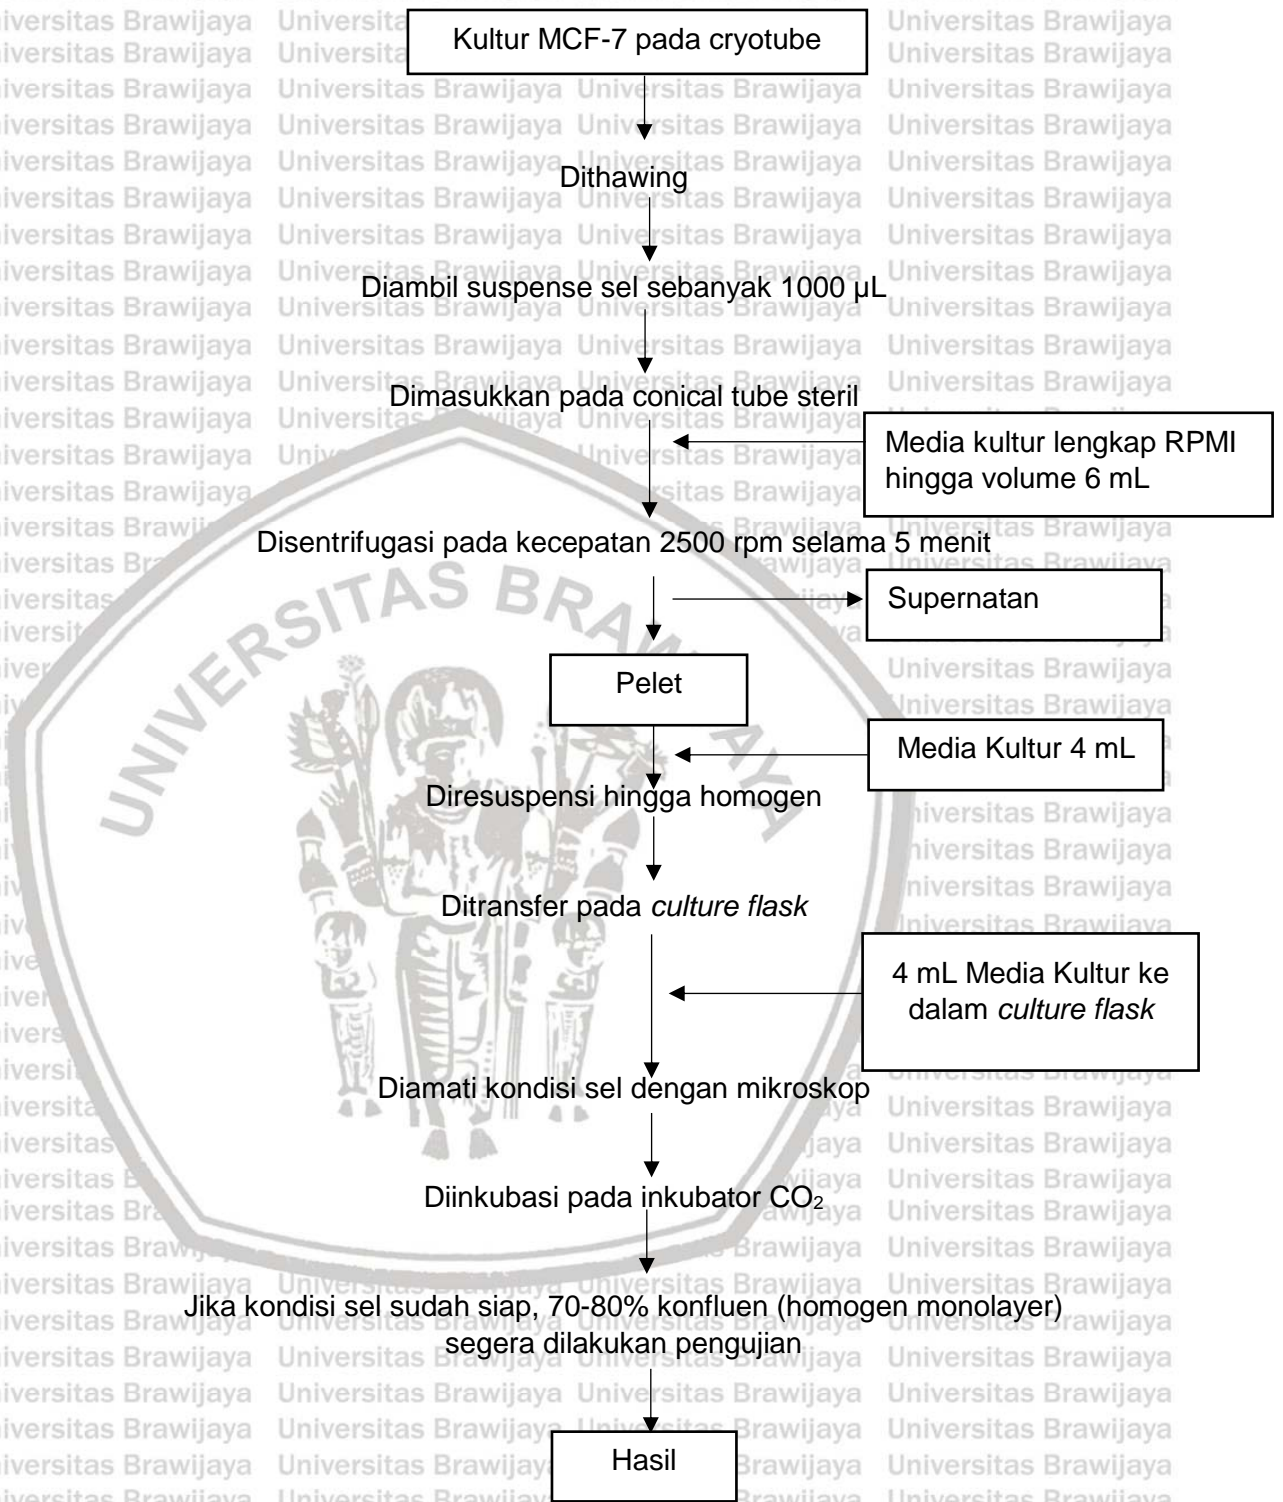 Kultur MCF-7 pada cryotube
Dithawing
Diambil suspense sel sebanyak 1000 µL
Dimasukkan pada conical tube steril
Media kultur lengkap RPMI
hingga volume 6 mL
Disentrifugasi pada kecepatan 2500 rpm selama 5 menit
Supernatan
Pelet
Media Kultur 4 mL
Diresuspensi hingga homogen
Ditransfer pada culture flask
4 mL Media Kultur ke
dalam culture flask
Diamati kondisi sel dengan mikroskop
Diinkubasi pada inkubator CO₂
Jika kondisi sel sudah siap, 70-80% konfluen (homogen monolayer)
segera dilakukan pengujian
Hasil
UNIVERSITAS BRAWIJAYA